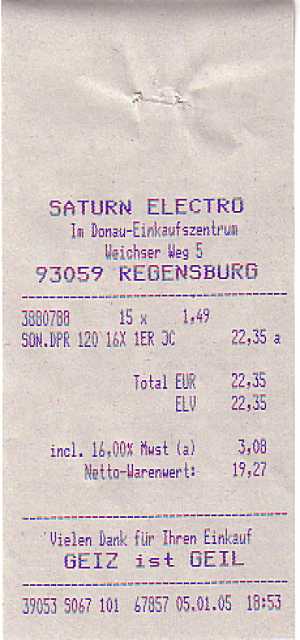 SATURN ELECTRO
Im Donau-Einkaufszentrum
Weichser Weg 5
93059 REGENSBURG
3880788 15 x 1,49
SON.DPR 120 16X 1ER JC 22,35 a
Total EUR 22,35
ELV 22,35
incl. 16,00% Mwst (a) 3,08
Netto-Warenwert: 19,27
Vielen Dank für Ihren Einkauf
GEIZ ist GEIL
39053 5067 101 67857 05.01.05 18:53